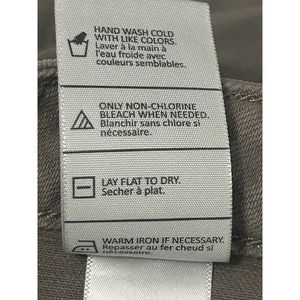 HAND WASH COLD
WITH LIKE COLORS.
Laver à la main à
l'eau froide avec
couleurs semblables.
ONLY NON-CHLORINE
BLEACH WHEN NEEDED.
Blanchir sans chlore si
nécessaire.
LAY FLAT TO DRY.
Secher à plat.
WARM IRON IF NECESSARY.
Repasser au fer chaud si
nécessaire.